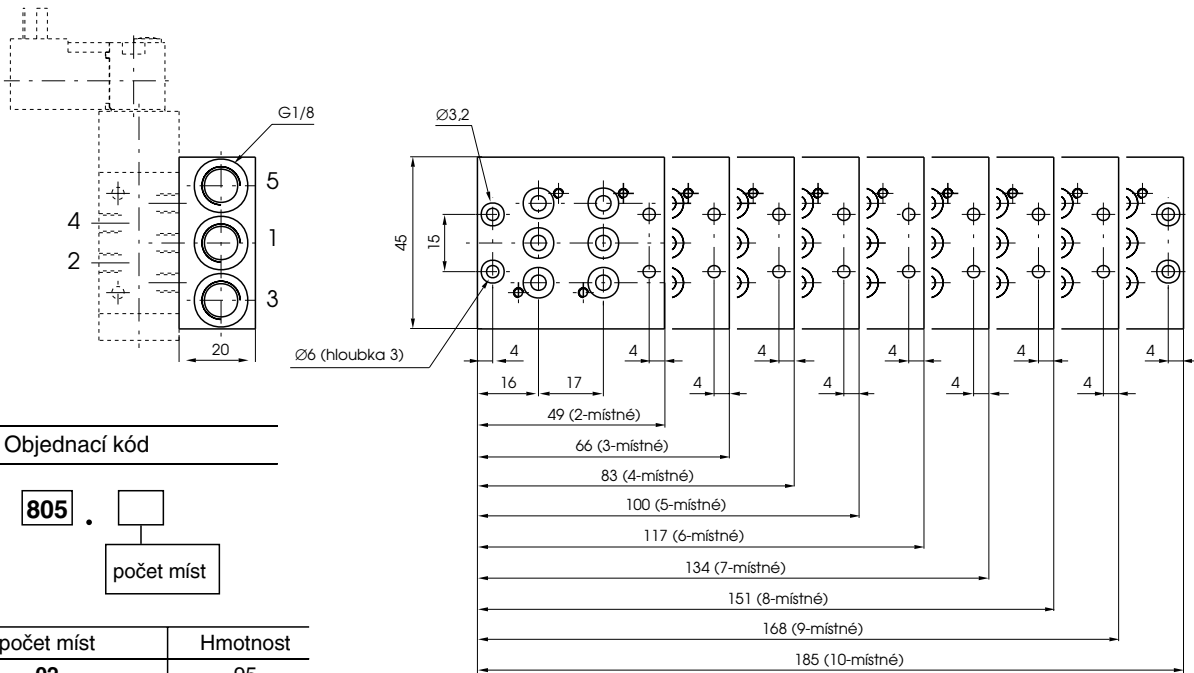 G1/8
5
4
1
2
3
20
Ø3,2
45
15
Ø6 (hloubka 3)
4
4
4
4
4
4
4
4
4
4
16
17
49 (2-místné)
66 (3-místné)
83 (4-místné)
100 (5-místné)
117 (6-místné)
134 (7-místné)
151 (8-místné)
168 (9-místné)
185 (10-místné)
Objednací kód
805 .
počet míst
počet míst Hmotnost